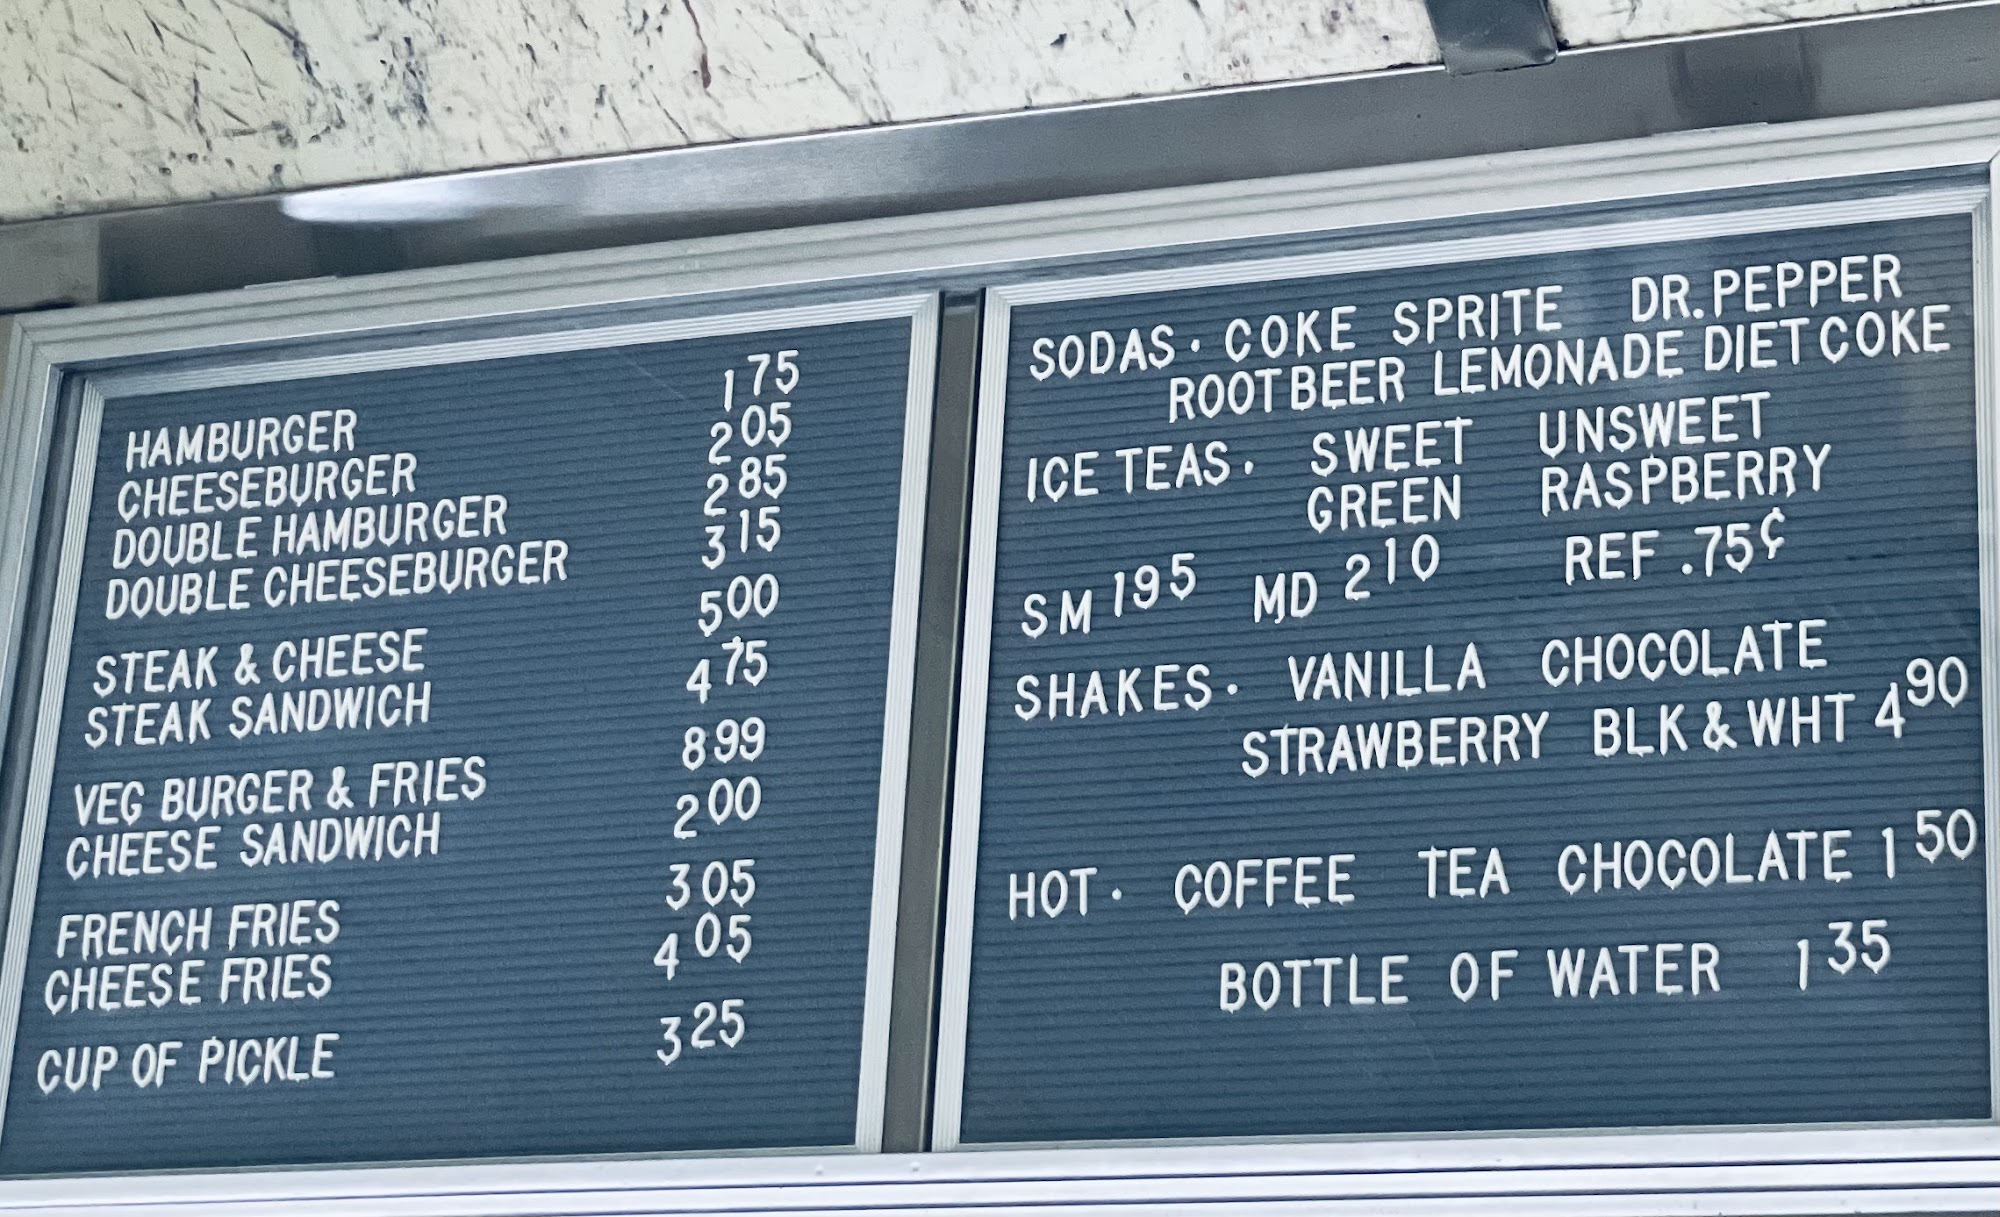 HAMBURGER 175
CHEESEBURGER 205
DOUBLE HAMBURGER 285
DOUBLE CHEESEBURGER 315
STEAK & CHEESE 500
STEAK SANDWICH 475
VEG BURGER & FRIES 899
CHEESE SANDWICH 200
FRENCH FRIES 305
CHEESE FRIES 405
CUP OF PICKLE 325
SODAS. COKE SPRITE DR.PEPPER
ROOTBEER LEMONADE DIET COKE
ICE TEAS. SWEET UNSWEET
GREEN RASPBERRY
SM 195 MD 210 REF .75¢
SHAKES. VANILLA CHOCOLATE
STRAWBERRY BLK & WHT 490
HOT. COFFEE TEA CHOCOLATE 150
BOTTLE OF WATER 135